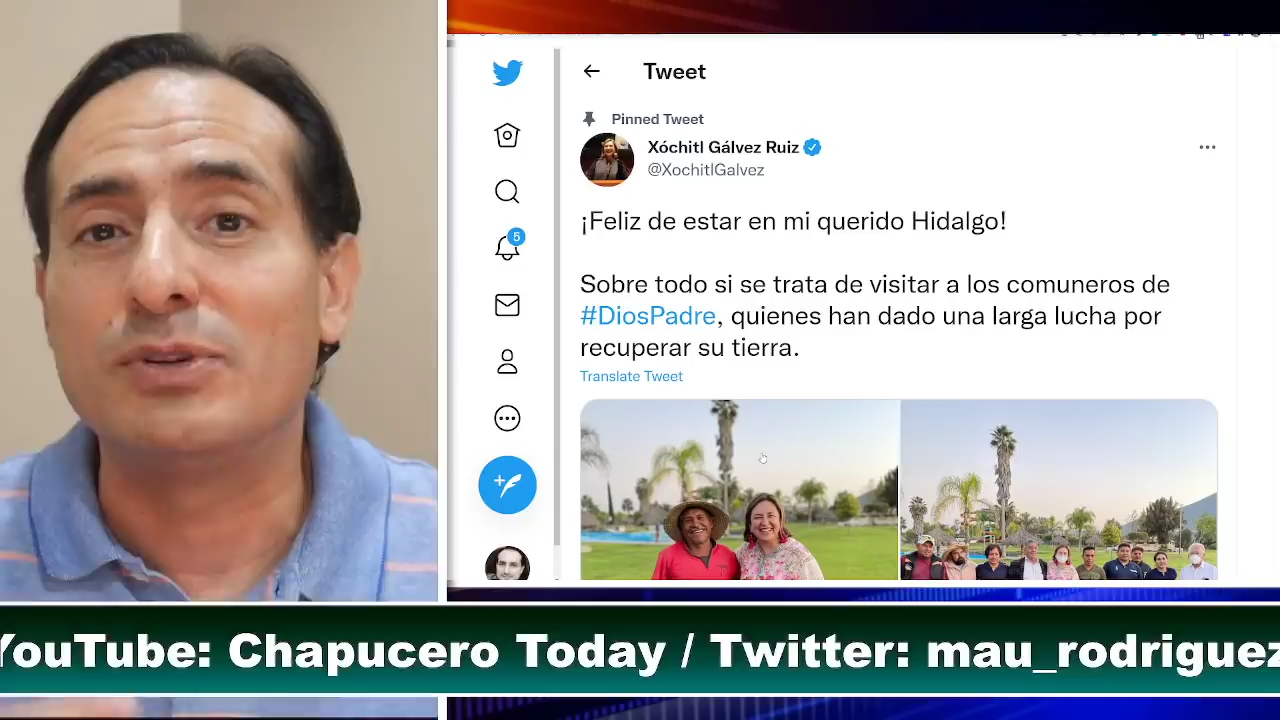 Tweet
Pinned Tweet
Xóchitl Gálvez Ruiz
@XochitlGalvez
¡Feliz de estar en mi querido Hidalgo!
Sobre todo si se trata de visitar a los comuneros de
#DiosPadre, quienes han dado una larga lucha por
recuperar su tierra.
Translate Tweet
5
YouTube: Chapucero Today / Twitter: mau_rodriguez